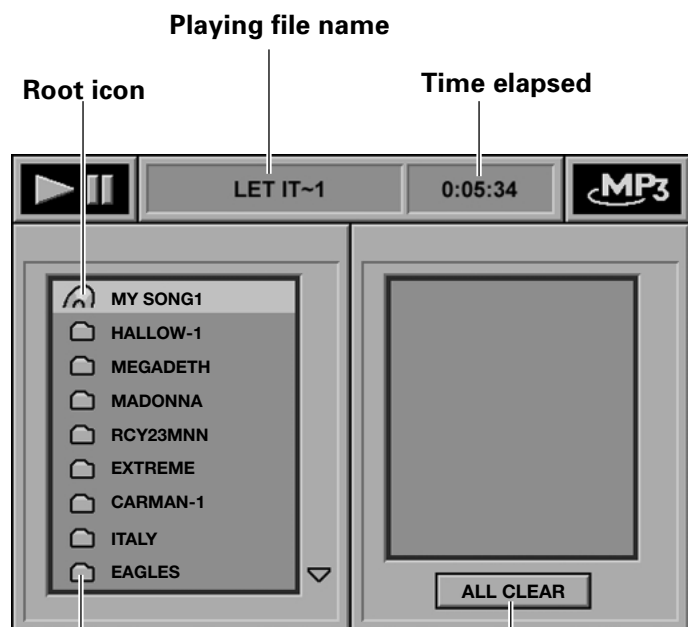 Playing file name
Root icon
Time elapsed
LET IT~1
0:05:34
MP3
MY SONG1
HALLOW-1
MEGADETH
MADONNA
RCY23MNN
EXTREME
CARMAN-1
ITALY
EAGLES
ALL CLEAR